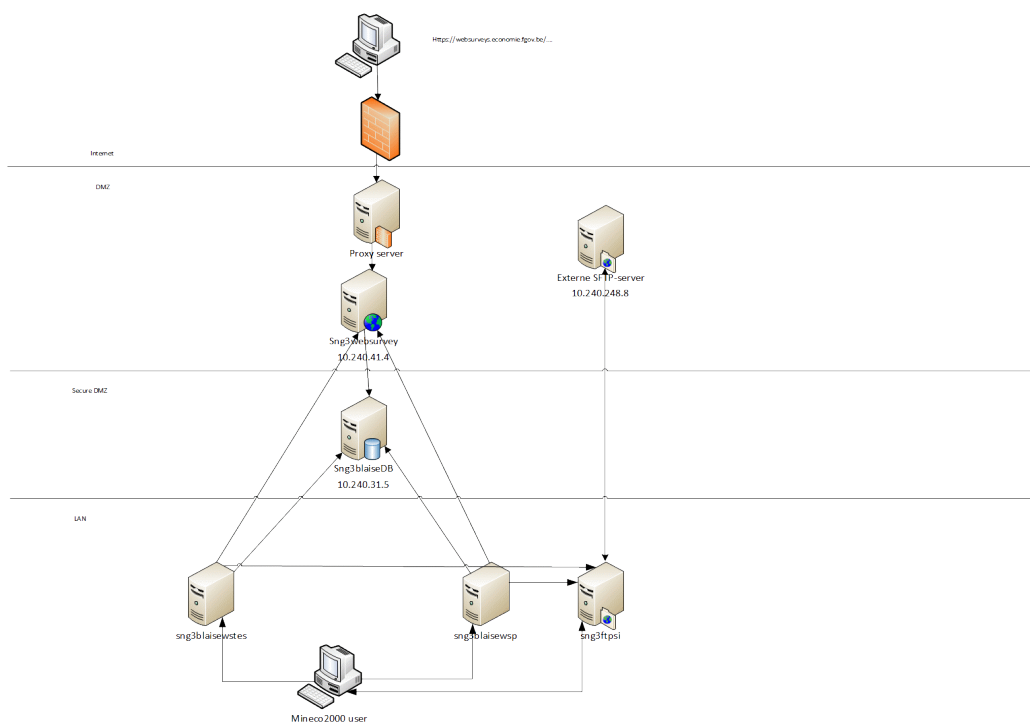 Https://websurveys.economie.fgov.be/...
Internet
DMZ
Proxy server
Externe SFTP-server
10.240.248.8
Sng3websurvey
10.240.41.4
Secure DMZ
Sng3blaiseDB
10.240.31.5
LAN
sng3blaisewstes
sng3blaisewsp
sng3ftpsi
Mineco2000 user